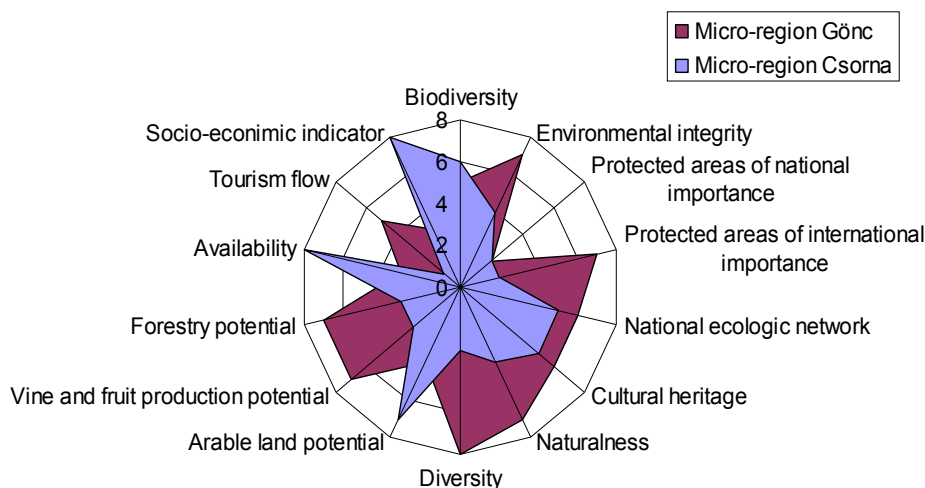 Micro-region Gönc
Micro-region Csorna
Biodiversity
8
Socio-econimic indicator
Environmental integrity
6
Tourism flow
Protected areas of national
importance
4
Availability
Protected areas of international
importance
2
0
Forestry potential
National ecologic network
Vine and fruit production potential
Cultural heritage
Arable land potential
Naturalness
Diversity